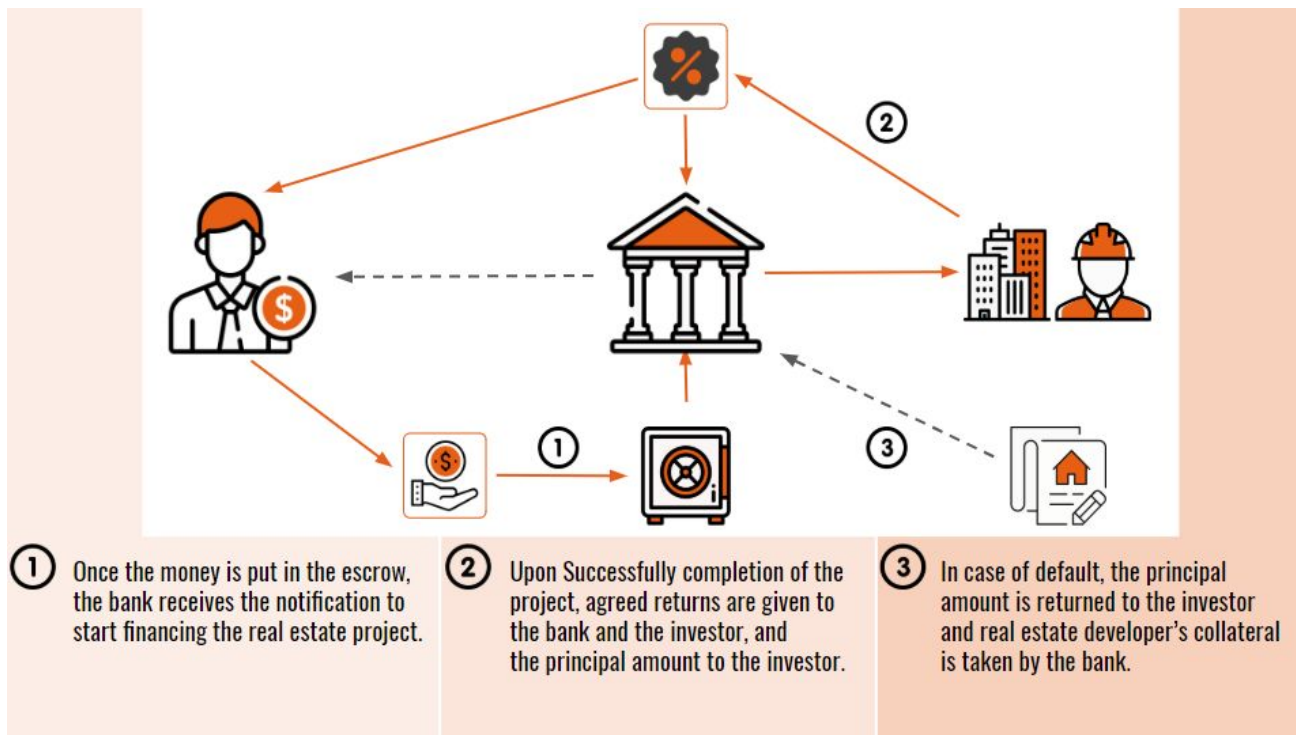 %
2
$
$
1
3
1
Once the money is put in the escrow,
the bank receives the notification to
start financing the real estate project.
2
Upon Successfully completion of the
project, agreed returns are given to
the bank and the investor, and
the principal amount to the investor.
3
In case of default, the principal
amount is returned to the investor
and real estate developer's collateral
is taken by the bank.